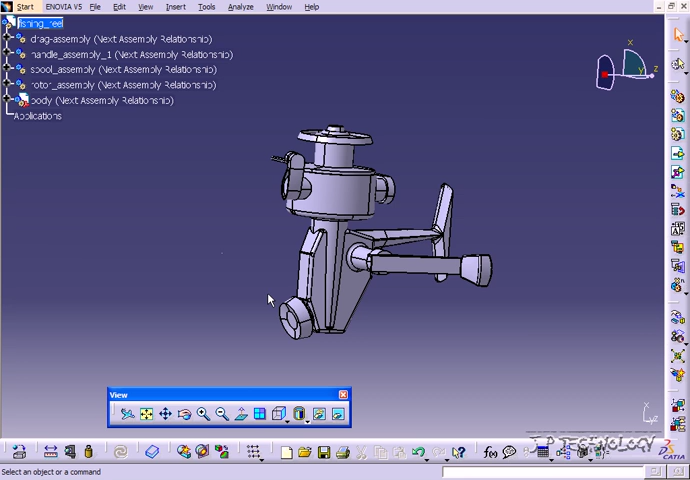 Start ENOVIA V5 File Edit View Insert Tools Analyze Window Help
fishing_reel
drag-assembly (Next Assembly Relationship)
handle_assembly_1 (Next Assembly Relationship)
spool_assembly (Next Assembly Relationship)
rotor_assembly (Next Assembly Relationship)
body (Next Assembly Relationship)
Applications
x
y
z
View
x
yz
J.P TECHNOLOGY
f(x)
CATIA
Select an object or a command